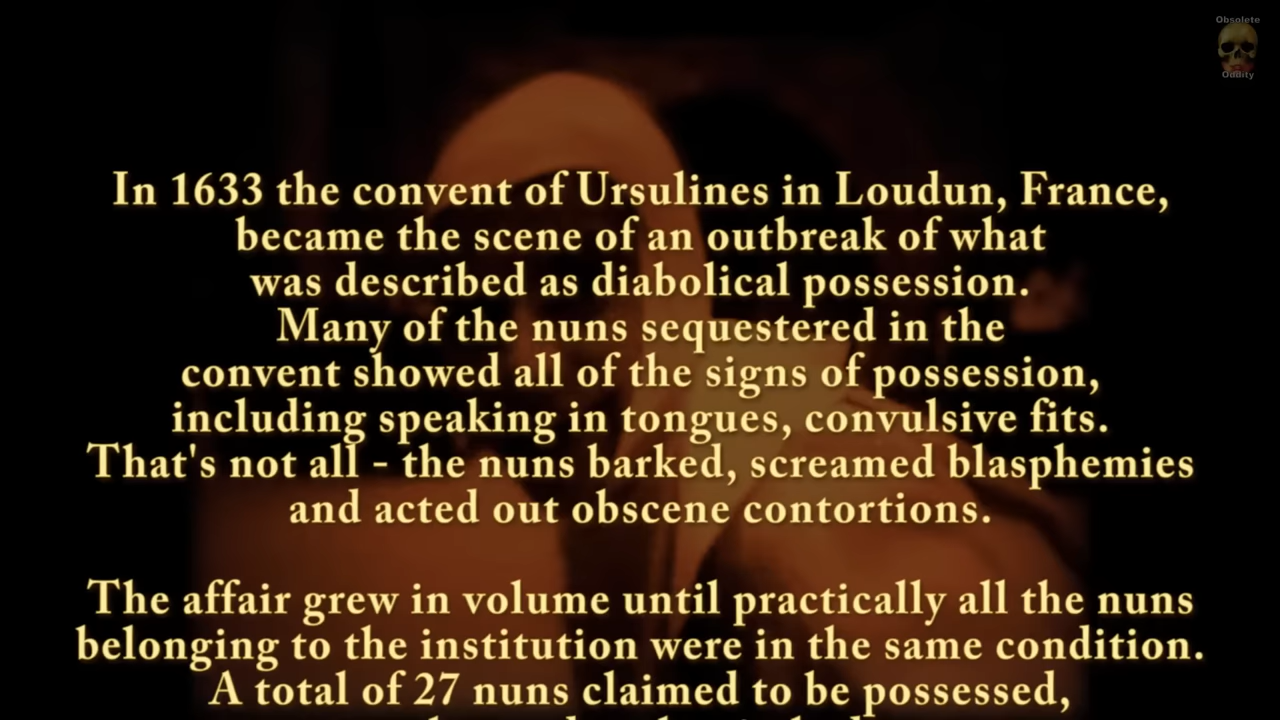 Obsolete
Oddity
In 1633 the convent of Ursulines in Loudun, France,
became the scene of an outbreak of what
was described as diabolical possession.
Many of the nuns sequestered in the
convent showed all of the signs of possession,
including speaking in tongues, convulsive fits.
That's not all - the nuns barked, screamed blasphemies
and acted out obscene contortions.
The affair grew in volume until practically all the nuns
belonging to the institution were in the same condition.
A total of 27 nuns claimed to be possessed,